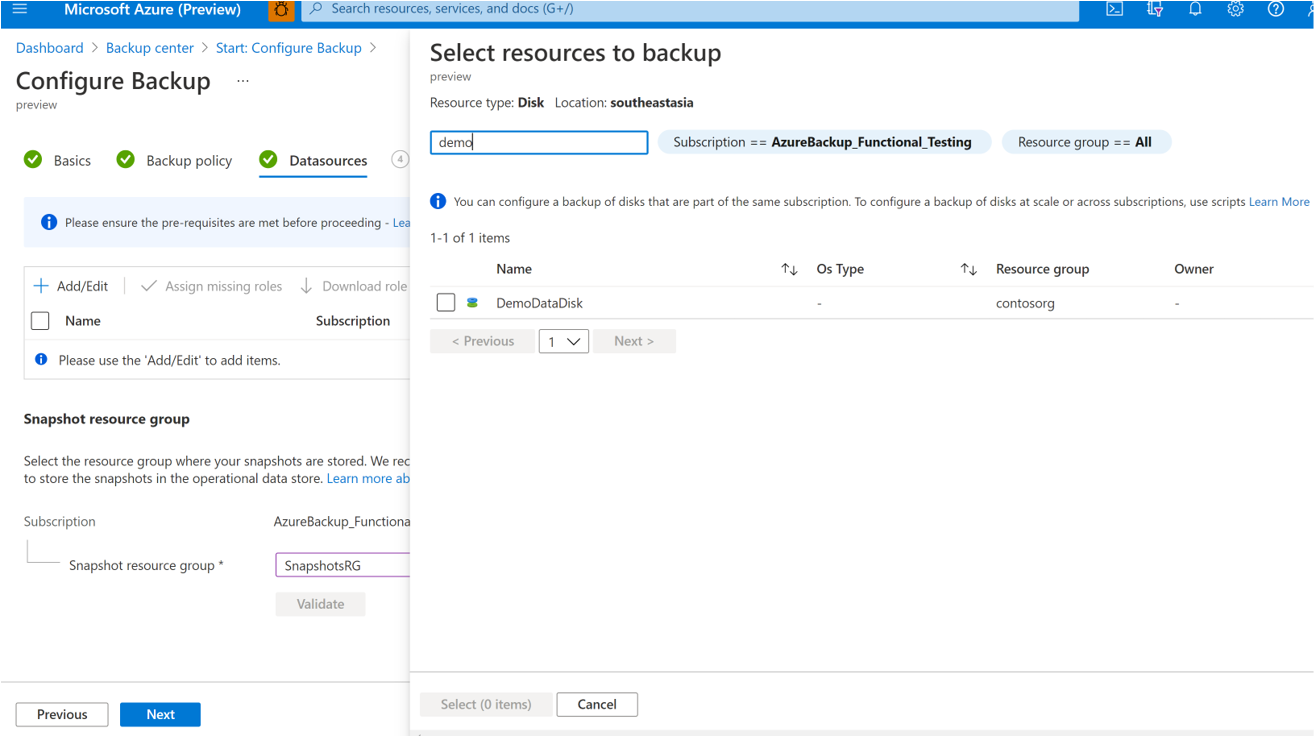 Microsoft Azure (Preview)
Search resources, services, and docs (G+/)
Dashboard > Backup center > Start: Configure Backup >
Configure Backup ...
preview
Basics
Backup policy
Datasources
4
Please ensure the pre-requisites are met before proceeding - Lea
Add/Edit
Assign missing roles
Download role
Name
Subscription
Please use the 'Add/Edit' to add items.
Snapshot resource group
Select the resource group where your snapshots are stored. We rec
to store the snapshots in the operational data store. Learn more ab
Subscription
AzureBackup_Functiona
Snapshot resource group *
SnapshotsRG
Validate
Previous
Next
Select resources to backup
preview
Resource type: Disk Location: southeastasia
demo
Subscription == AzureBackup_Functional_Testing
Resource group == All
You can configure a backup of disks that are part of the same subscription. To configure a backup of disks at scale or across subscriptions, use scripts Learn More
1-1 of 1 items
Name
Os Type
Resource group
Owner
DemoDataDisk
-
contosorg
-
< Previous
1
Next >
Select (0 items)
Cancel